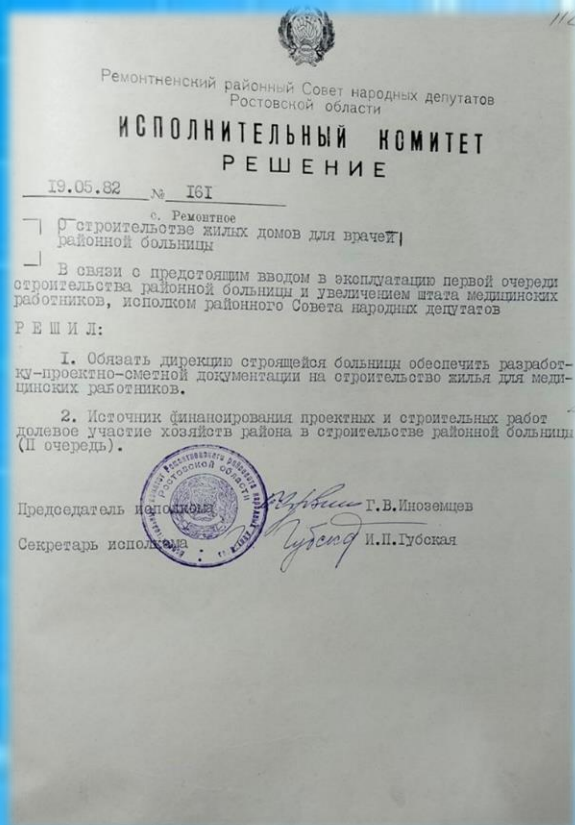 Ремонтненский районный Совет народных депутатов
Ростовской области
ИСПОЛНИТЕЛЬНЫЙ КОМИТЕТ
РЕШЕНИЕ
19.05.82 № 161
с. Ремонтное
О строительстве жилых домов для врачей
районной больницы
В связи с предстоящим вводом в эксплуатацию первой очереди
строительства районной больницы и увеличением штата медицинских
работников, исполком районного Совета народных депутатов
Р Е Ш И Л:
1. Обязать дирекцию строящейся больницы обеспечить разработ-
ку-проектно-сметной документации на строительство жилья для меди-
цинских работников.
2. Источник финансирования проектных и строительных работ
долевое участие хозяйств района в строительстве районной больницы
(II очередь).
Ростовской области
Председатель исполкома Г.В.Иноземцев
Секретарь исполкома Губская И.П.Губская